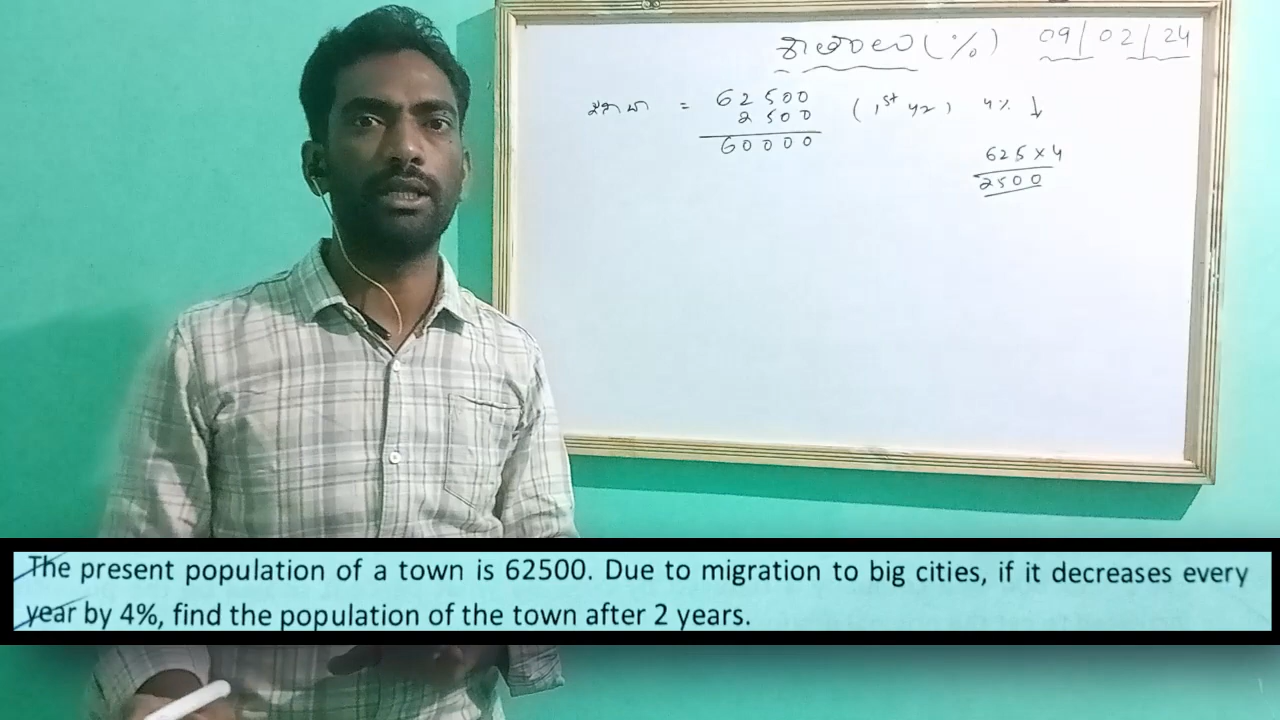 (%) 09/02/24
= 62500 (1st yr) 4% ↓
2500
60000
625 x 4
2500
The present population of a town is 62500. Due to migration to big cities, if it decreases every
year by 4%, find the population of the town after 2 years.